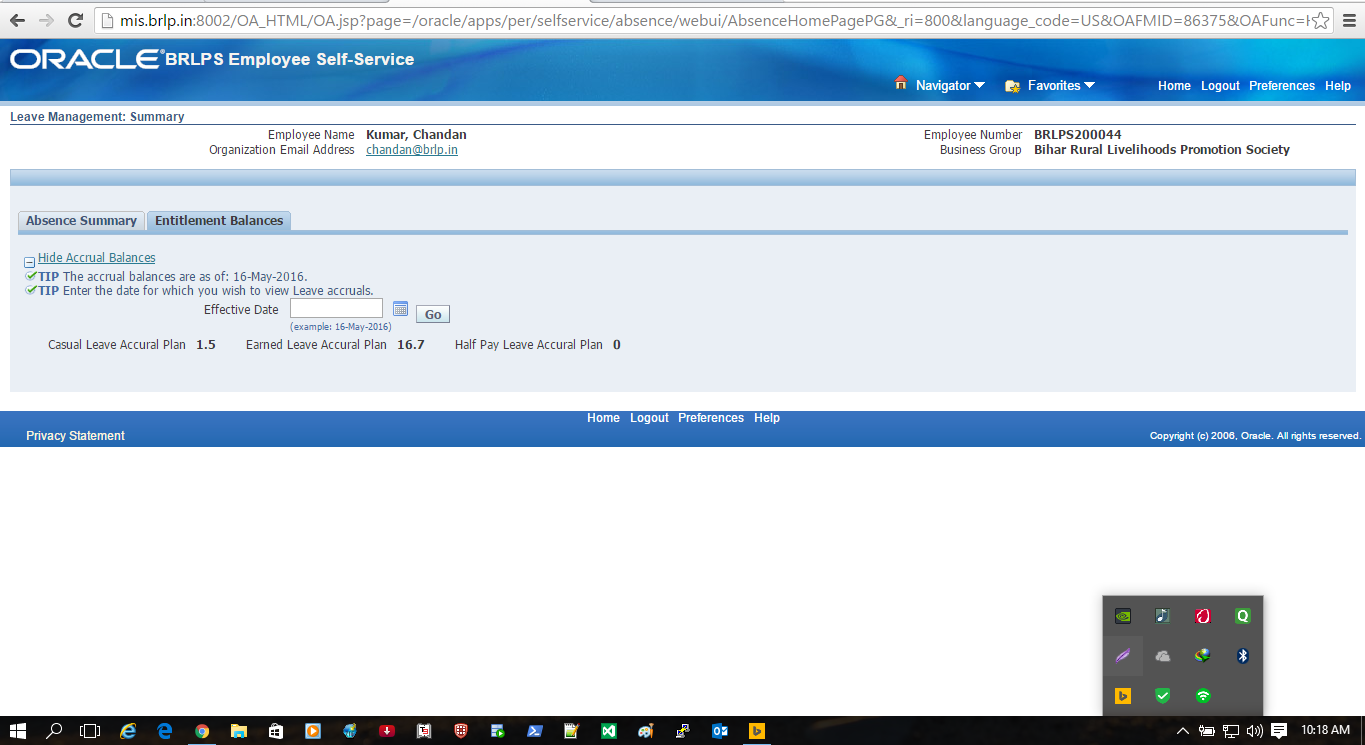 mis.brlp.in:8002/OA_HTML/OA.jsp?page=/oracle/apps/per/selfservice/absence/webui/AbsenceHomePagePG&_ri=800&language_code=US&OAFMID=86375&OAFunc=
ORACLE® BRLPS Employee Self-Service
Navigator Favorites Home Logout Preferences Help
Leave Management: Summary
Employee Name Kumar, Chandan Employee Number BRLPS200044
Organization Email Address chandan@brlp.in Business Group Bihar Rural Livelihoods Promotion Society
Absence Summary Entitlement Balances
Hide Accrual Balances
TIP The accrual balances are as of: 16-May-2016.
TIP Enter the date for which you wish to view Leave accruals.
Effective Date Go
(example: 16-May-2016)
Casual Leave Accural Plan 1.5 Earned Leave Accural Plan 16.7 Half Pay Leave Accural Plan 0
Home Logout Preferences Help
Privacy Statement Copyright (c) 2006, Oracle. All rights reserved.
10:18 AM